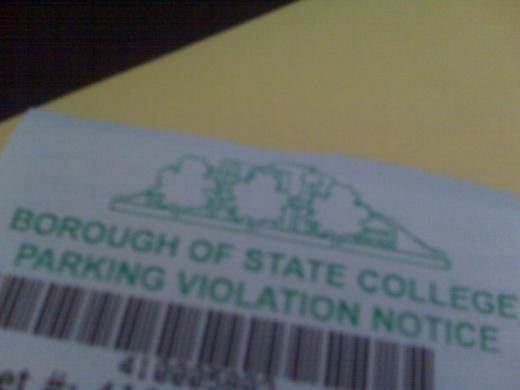 BOROUGH OF STATE COLLEGE
PARKING VIOLATION NOTICE